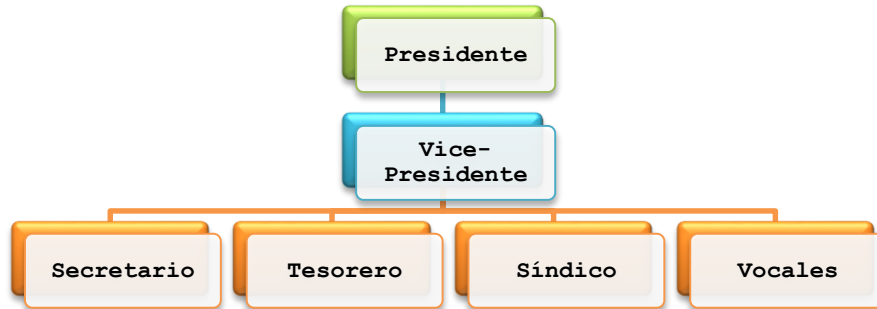 Presidente
Vice-
Presidente
Secretario
Tesorero
Síndico
Vocales